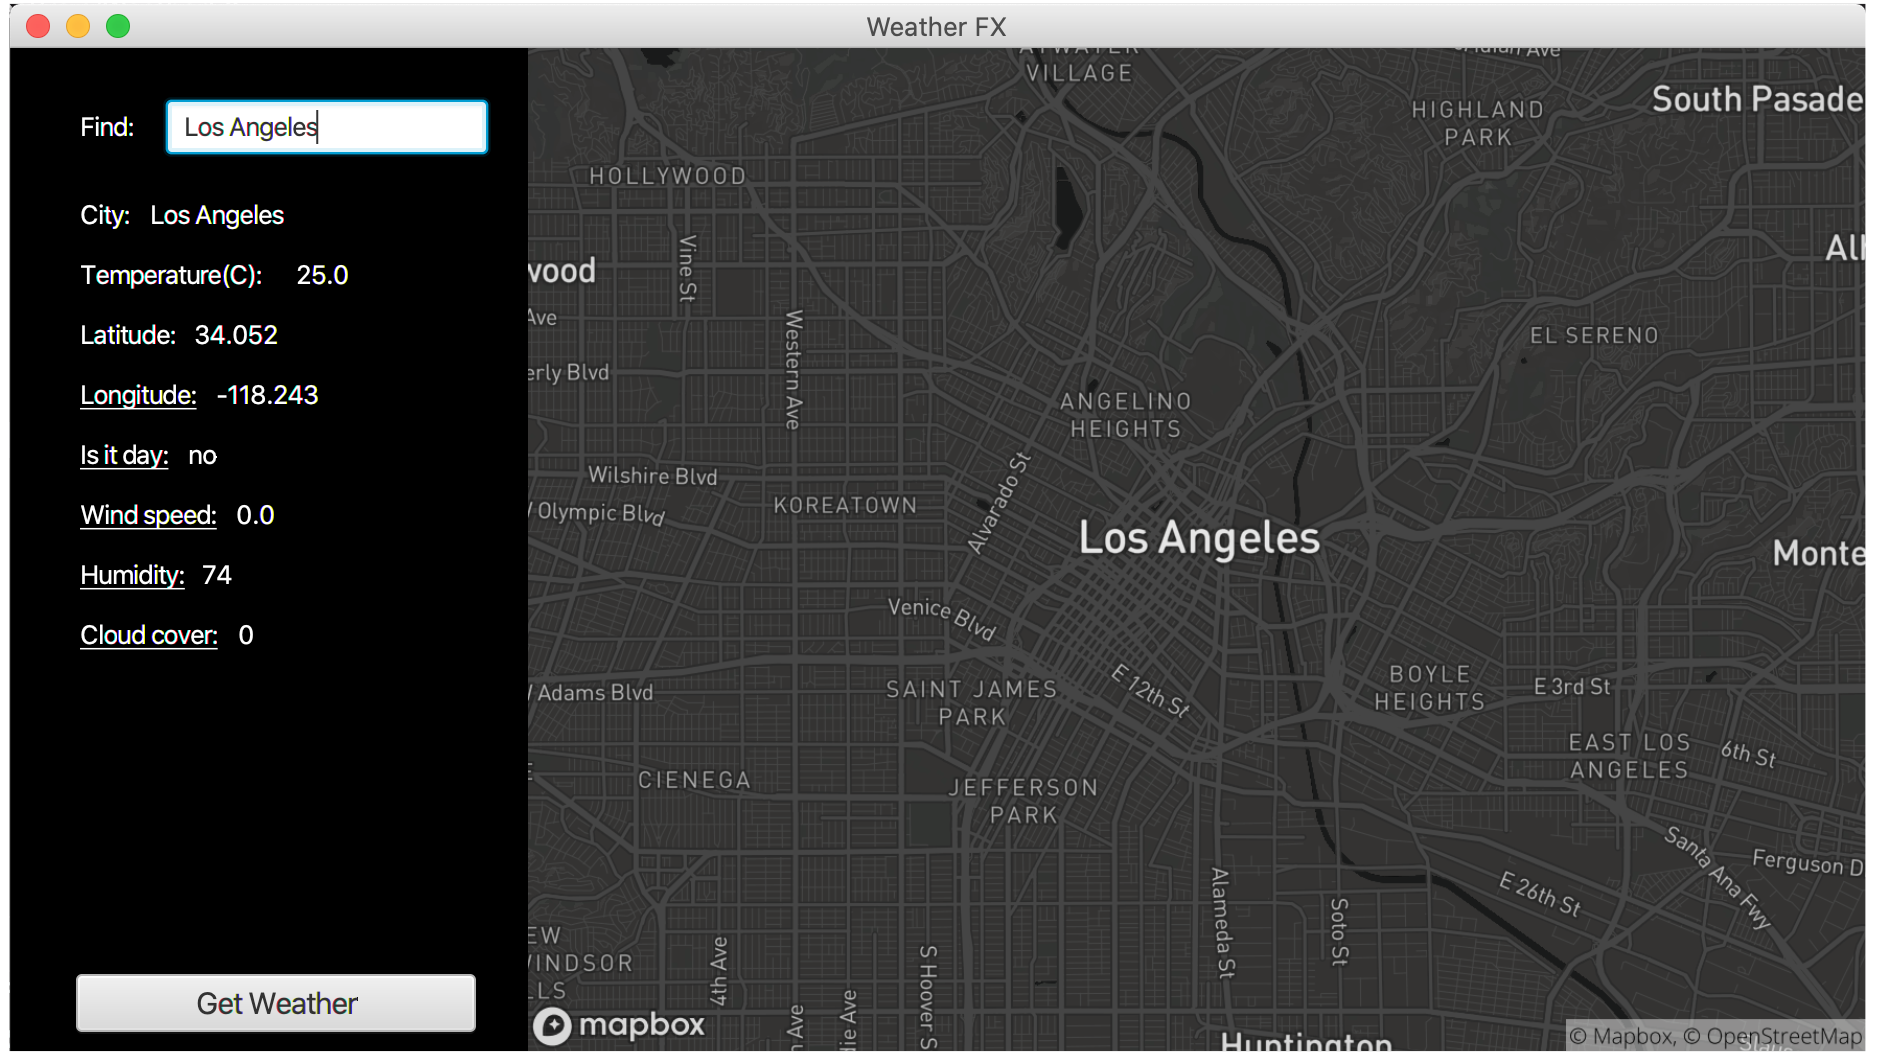 Weather FX
Find: Los Angeles
City: Los Angeles
Temperature(C): 25.0
Latitude: 34.052
Longitude: -118.243
Is it day: no
Wind speed: 0.0
Humidity: 74
Cloud cover: 0
Get Weather
VILLAGE
HIGHLAND
PARK
South Pasade
HOLLYWOOD
Vine St
wood
Al
Ave
Western Ave
EL SERENO
erly Blvd
ANGELINO
HEIGHTS
Wilshire Blvd
Olympic Blvd
KOREATOWN
Alvarado St
Los Angeles
Monte
Venice Blvd
E 12th St
Adams Blvd
SAINT JAMES
PARK
BOYLE
HEIGHTS
E 3rd St
EAST LOS
ANGELES
6th St
CIENEGA
JEFFERSON
PARK
Santa Ana Fwy
Ferguson D
E 26th St
Alameda St
Soto St
EW
INDSOR
LLS
4th Ave
S Hoover S
Ave
die Ave
mapbox
Huntington
© Mapbox, © OpenStreetMap